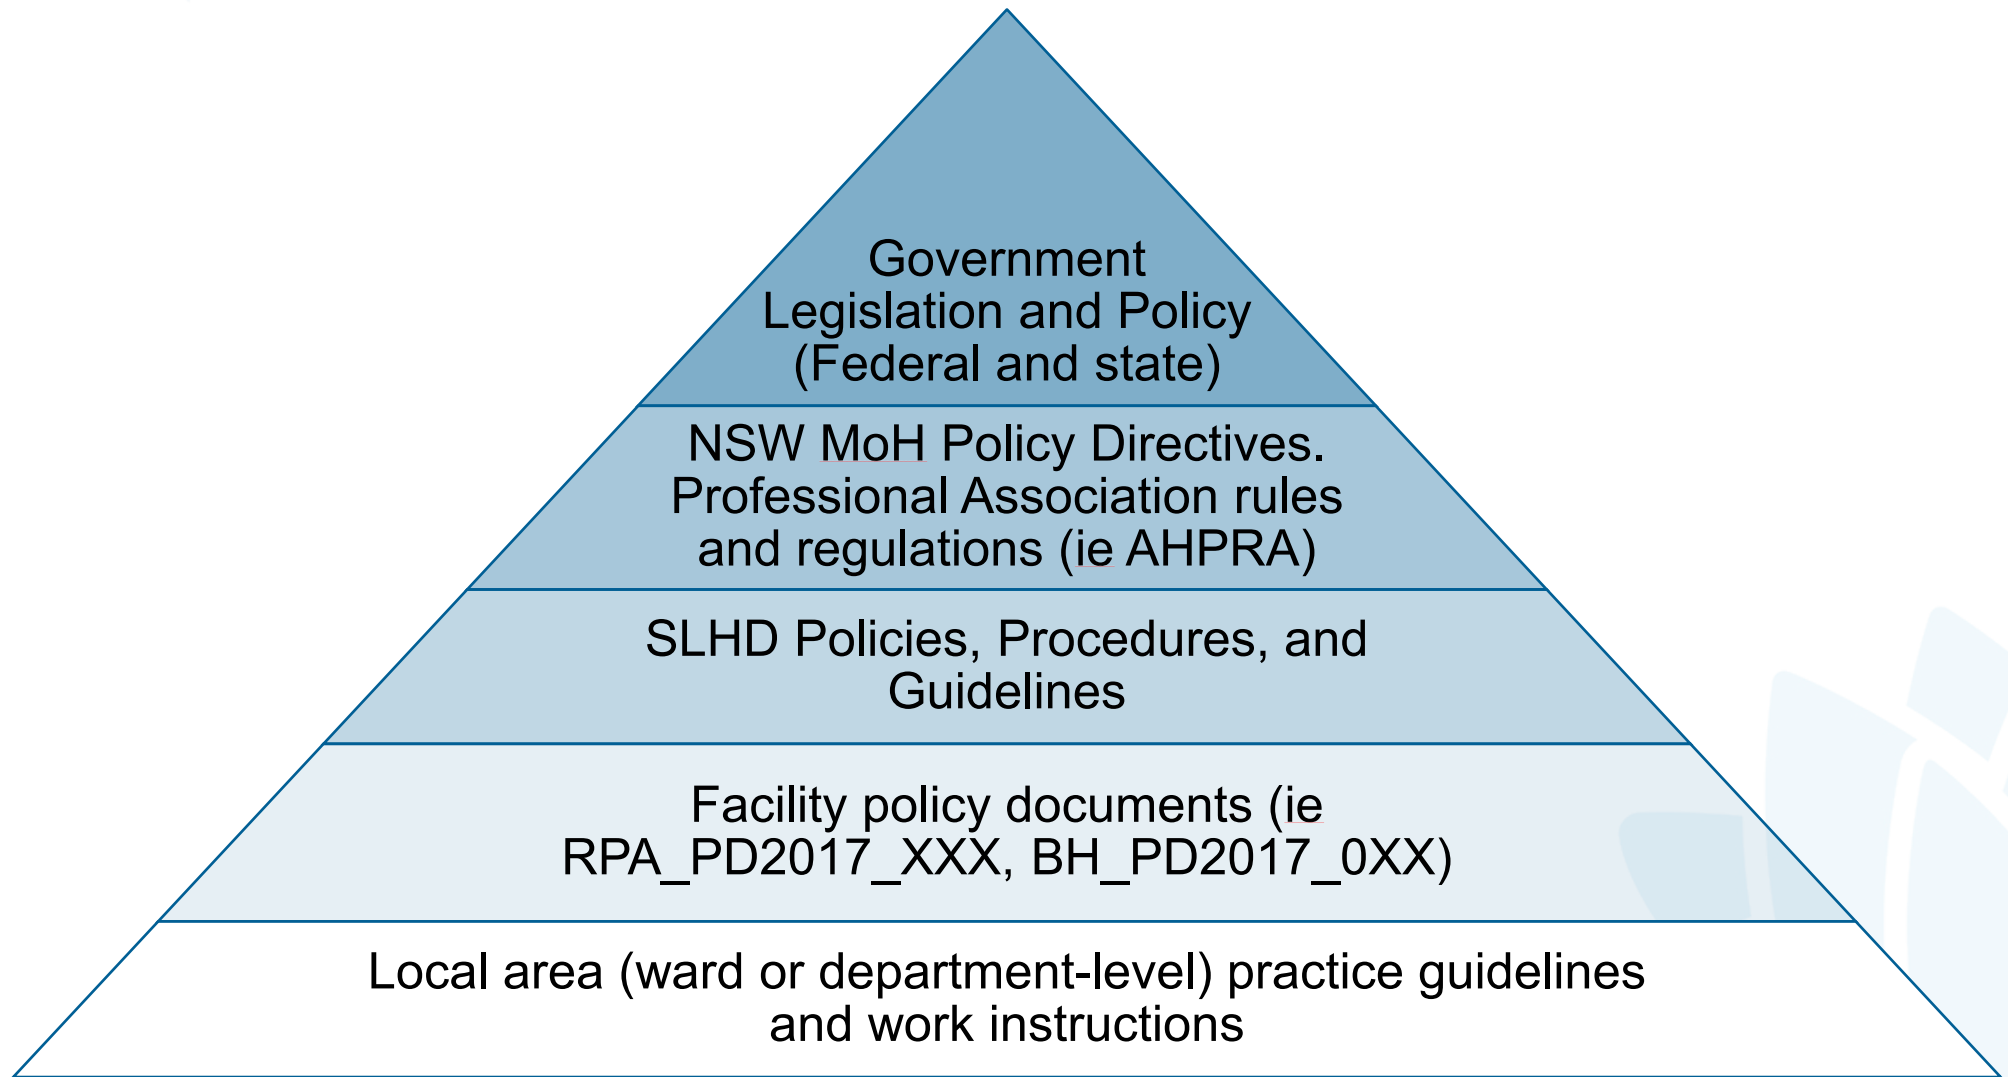 Government
Legislation and Policy
(Federal and state)
NSW MoH Policy Directives.
Professional Association rules
and regulations (ie AHPRA)
SLHD Policies, Procedures, and
Guidelines
Facility policy documents (ie
RPA_PD2017_XXX, BH_PD2017_0XX)
Local area (ward or department-level) practice guidelines
and work instructions